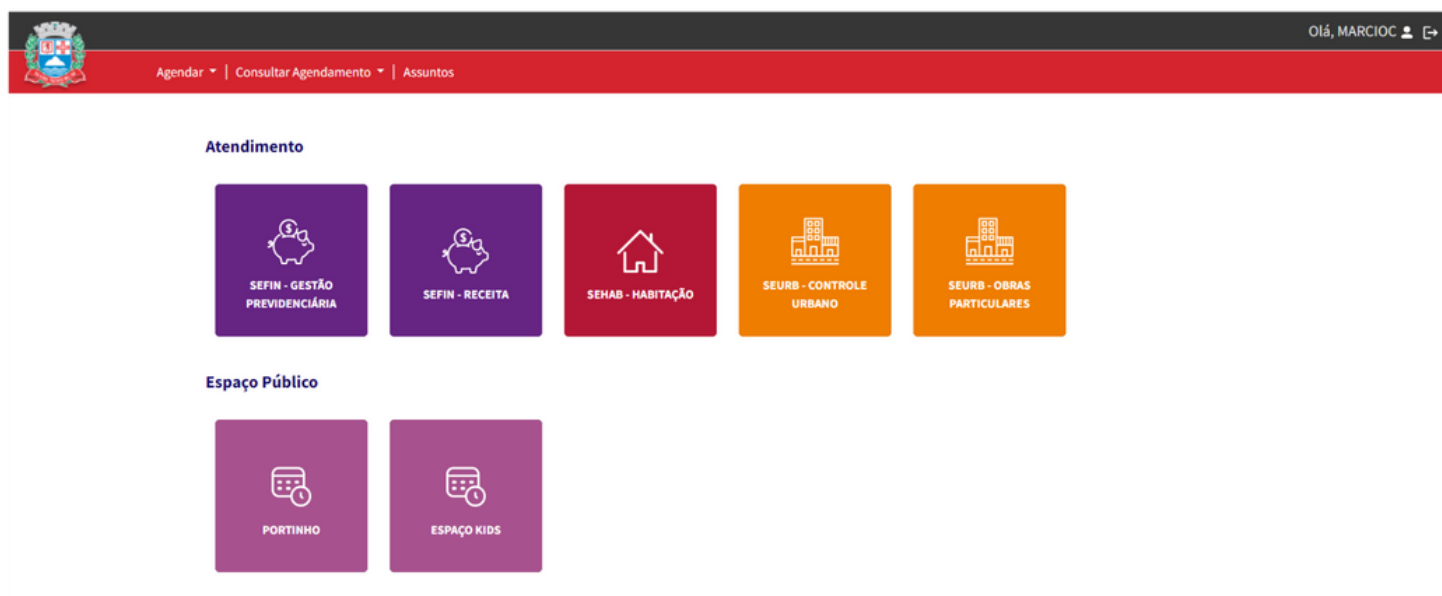 Olá, MARCIOC
Agendar | Consultar Agendamento | Assuntos
Atendimento
SEFIN - GESTÃO
PREVIDENCIÁRIA
SEFIN - RECEITA
SEHAB - HABITAÇÃO
SEURB - CONTROLE
URBANO
SEURB - OBRAS
PARTICULARES
Espaço Público
PORTINHO
ESPAÇO KIDS